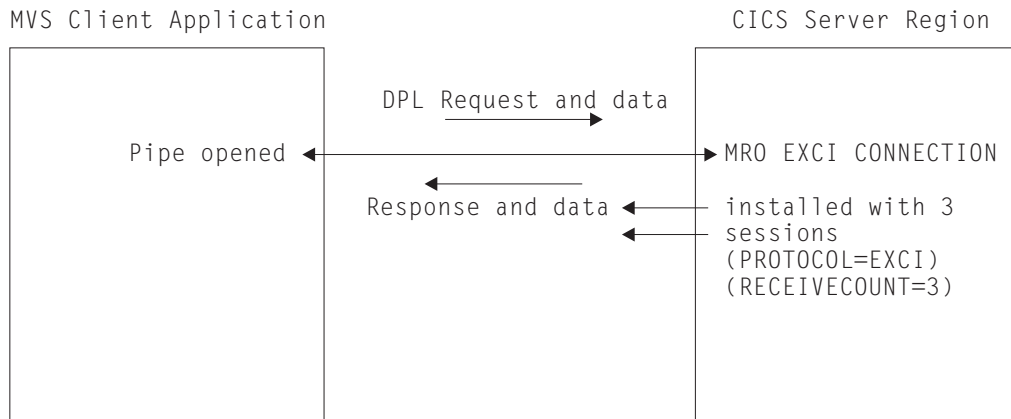 MVS Client Application
CICS Server Region
DPL Request and data
Pipe opened
MRO EXCI CONNECTION
Response and data
installed with 3
sessions
(PROTOCOL=EXCI)
(RECEIVECOUNT=3)